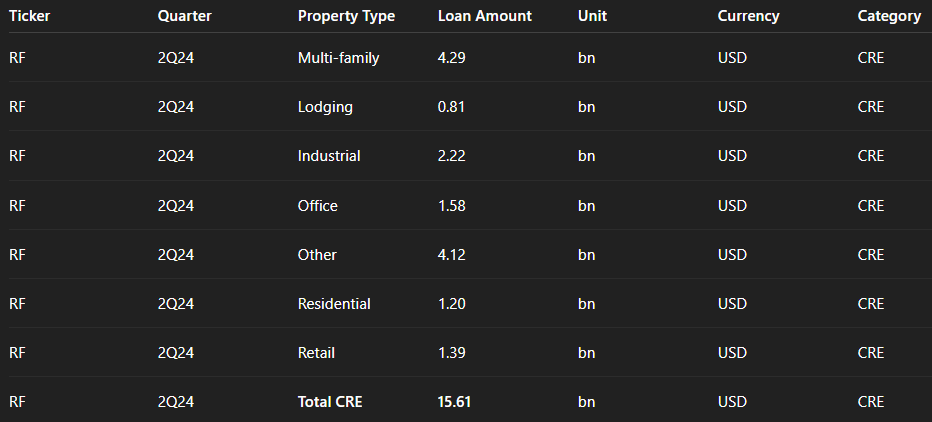 Ticker Quarter Property Type Loan Amount Unit Currency Category
RF 2Q24 Multi-family 4.29 bn USD CRE
RF 2Q24 Lodging 0.81 bn USD CRE
RF 2Q24 Industrial 2.22 bn USD CRE
RF 2Q24 Office 1.58 bn USD CRE
RF 2Q24 Other 4.12 bn USD CRE
RF 2Q24 Residential 1.20 bn USD CRE
RF 2Q24 Retail 1.39 bn USD CRE
RF 2Q24 Total CRE 15.61 bn USD CRE